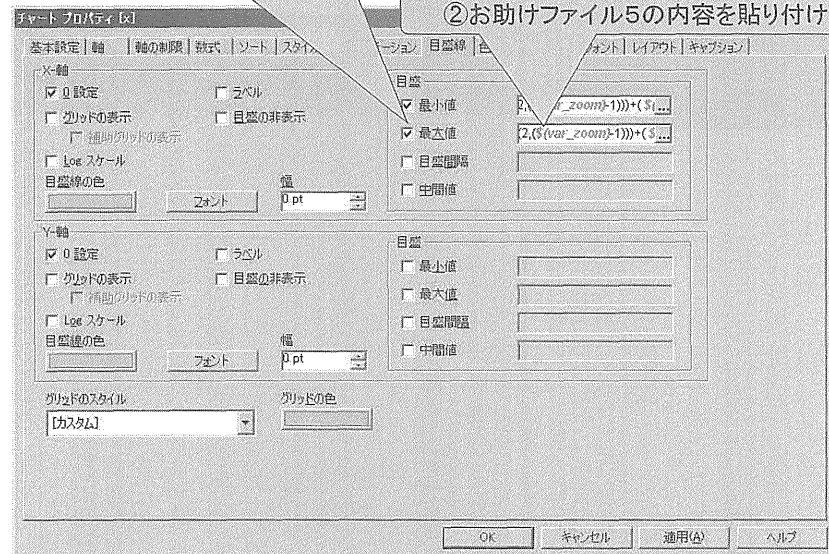 ②お助けファイル5の内容を貼り付け
チャート プロパティ [x]
基本設定 軸 軸の制限 数式 ソート スタイ ーション 目盛線 色 ォント レイアウト キャプション
X-軸
0 設定
ラベル
グリッドの表示
目盛の非表示
補助グリッドの表示
Log スケール
目盛線の色
フォント
幅
0 pt
目盛
最小値
ar_zoom)-1)))+( $(
...
最大値
(2,($(var_zoom)-1)))+( $
...
目盛間隔
中間値
Y-軸
0 設定
ラベル
グリッドの表示
目盛の非表示
補助グリッドの表示
Log スケール
目盛線の色
フォント
幅
0 pt
目盛
最小値
最大値
目盛間隔
中間値
グリッドのスタイル
グリッドの色
[カスタム]
OK キャンセル 適用(A) ヘルプ